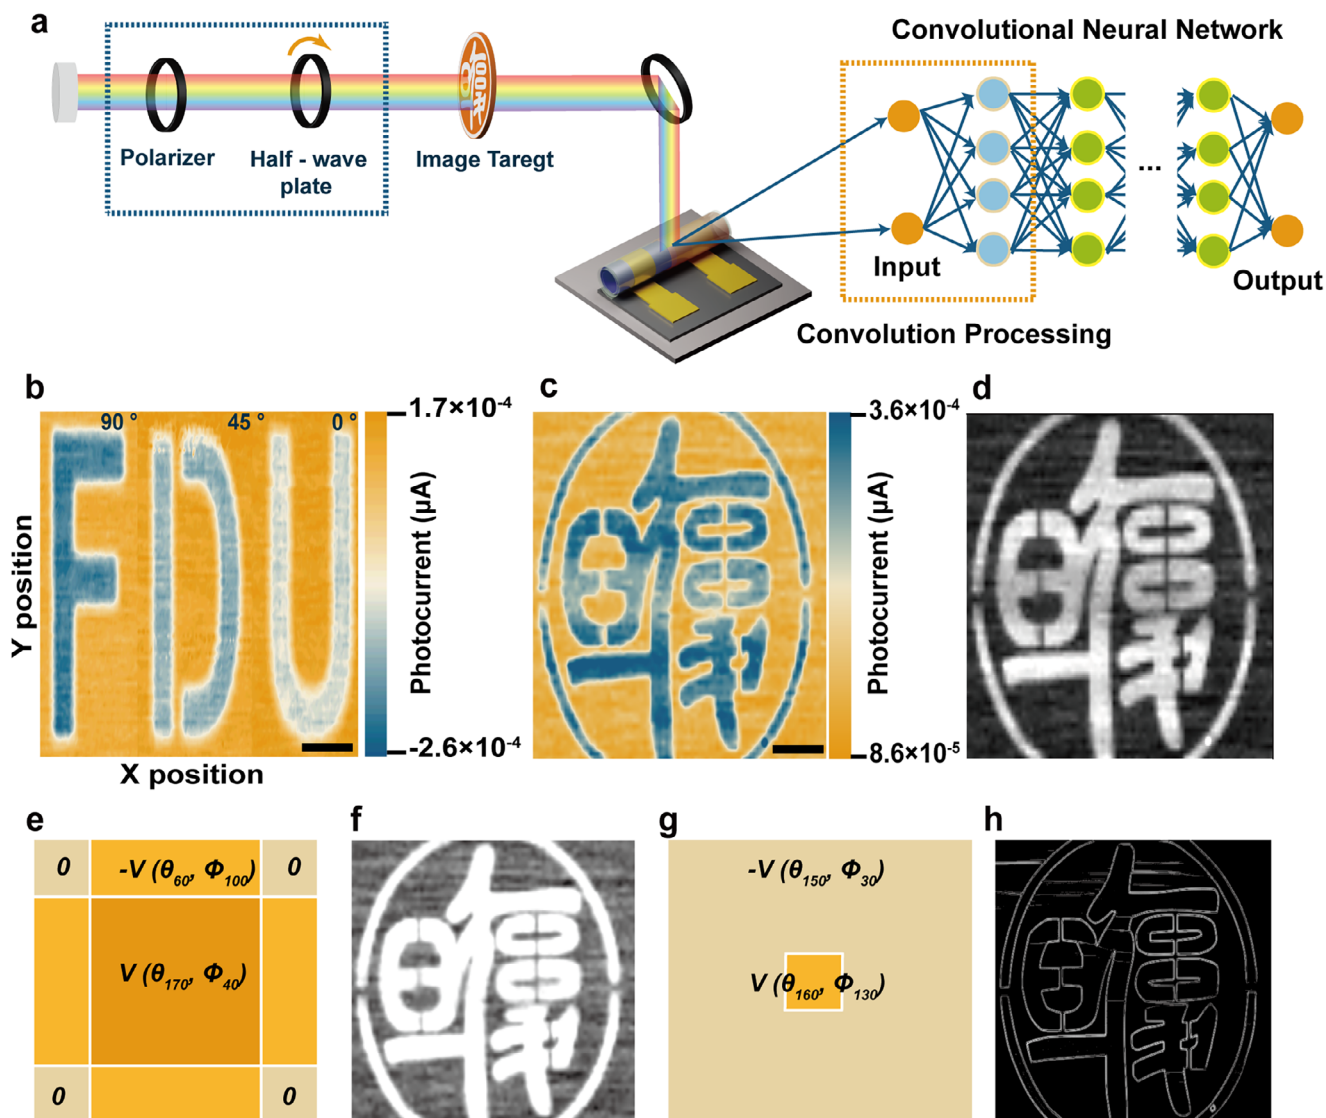 a
Convolutional Neural Network
Polarizer
Half - wave
plate
Image Taregt
...
Input
Output
Convolution Processing
b
90 °
45 °
0 °
1.7×10⁻⁴
Photocurrent (μA)
-2.6×10⁻⁴
Y position
X position
c
3.6×10⁻⁴
Photocurrent (μA)
8.6×10⁻⁵
d
e
0
-V (θ₆₀, Φ₁₀₀)
0
V (θ₁₇₀, Φ₄₀)
0
0
f
g
-V (θ₁₅₀, Φ₃₀)
V (θ₁₆₀, Φ₁₃₀)
h
FDU